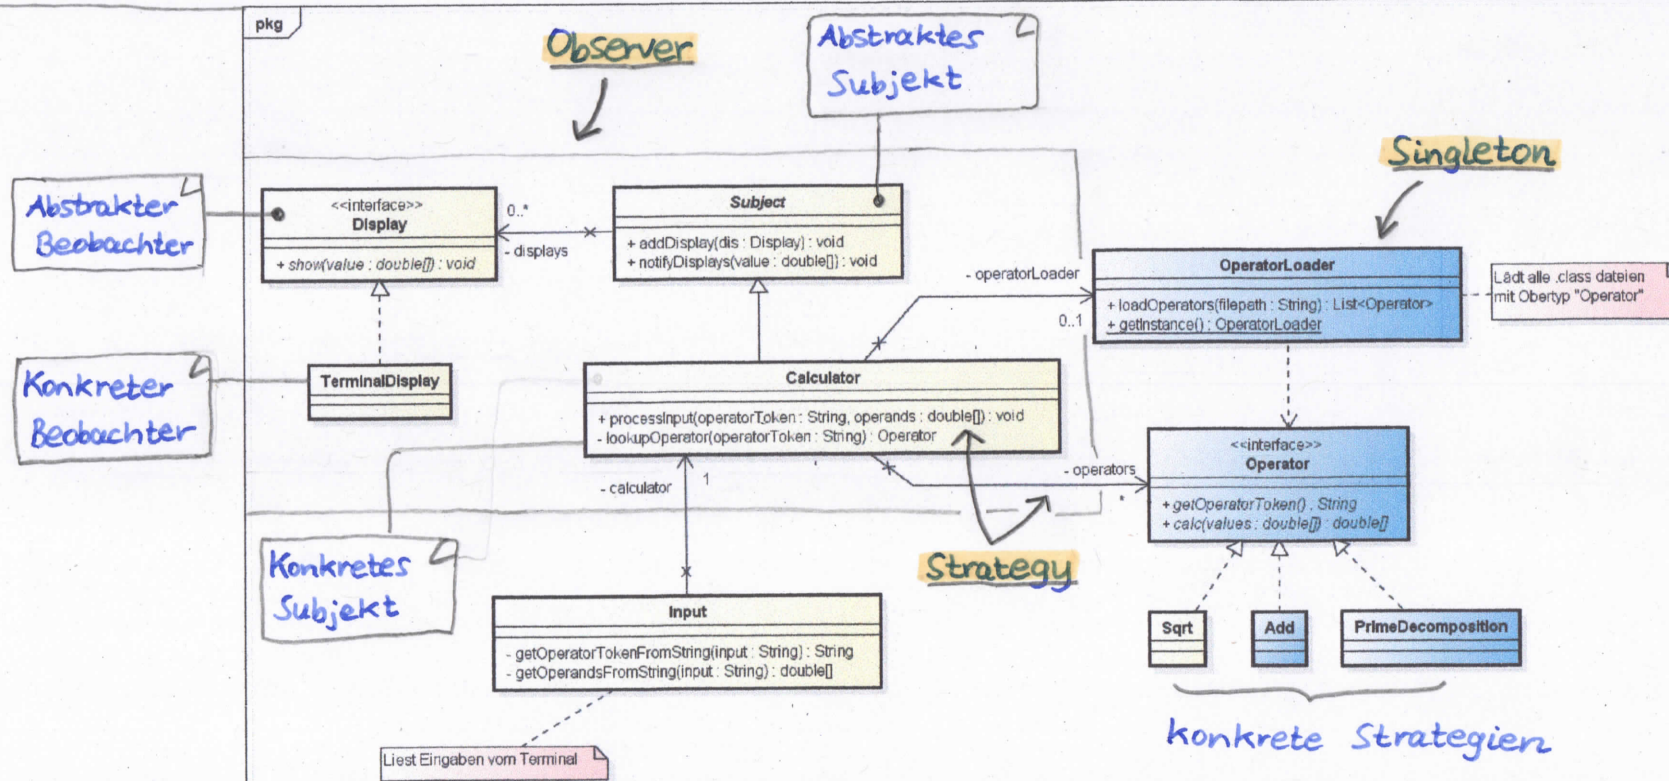 pkg
Observer
Abstraktes
Subjekt
Singleton
Abstrakter
Beobachter
<<interface>>
Display
+ show(value : double[]) : void
0..*
- displays
Subject
+ addDisplay(dis : Display) : void
+ notifyDisplays(value : double[]) : void
- operatorLoader
0..1
OperatorLoader
+ loadOperators(filepath : String) : List<Operator>
+ getInstance() : OperatorLoader
Lädt alle .class dateien
mit Obertyp "Operator"
Konkreter
Beobachter
TerminalDisplay
Calculator
+ processInput(operatorToken : String, operands : double[]) : void
- lookupOperator(operatorToken : String) : Operator
- calculator
1
- operators
*
<<interface>>
Operator
+ getOperatorToken() : String
+ calc(values : double[]) : double[]
Konkretes
Subjekt
Strategy
Input
- getOperatorTokenFromString(input : String) : String
- getOperandsFromString(input : String) : double[]
Sqrt
Add
PrimeDecomposition
konkrete Strategien
Liest Eingaben vom Terminal